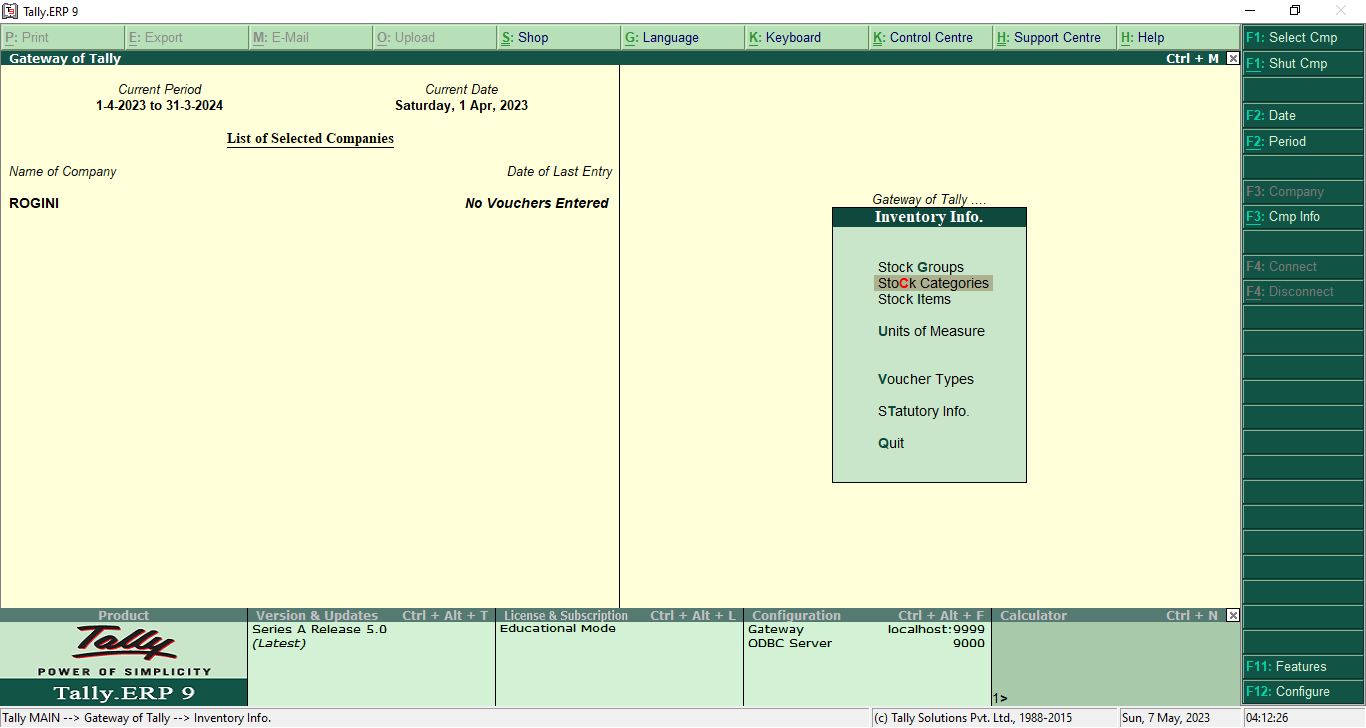 Tally.ERP 9
P: Print E: Export M: E-Mail O: Upload S: Shop G: Language K: Keyboard K: Control Centre H: Support Centre H: Help
Gateway of Tally Ctrl + M
Current Period Current Date
1-4-2023 to 31-3-2024 Saturday, 1 Apr, 2023
List of Selected Companies
Name of Company Date of Last Entry
ROGINI No Vouchers Entered
Gateway of Tally ....
Inventory Info.
Stock Groups
StoCk Categories
Stock Items
Units of Measure
Voucher Types
STatutory Info.
Quit
F1: Select Cmp
F1: Shut Cmp
F2: Date
F2: Period
F3: Company
F3: Cmp Info
F4: Connect
F4: Disconnect
F11: Features
F12: Configure
Product
Tally
POWER OF SIMPLICITY
Tally.ERP 9
Version & Updates Ctrl + Alt + T
Series A Release 5.0
(Latest)
License & Subscription Ctrl + Alt + L
Educational Mode
Configuration Ctrl + Alt + F
Gateway localhost:9999
ODBC Server 9000
Calculator Ctrl + N
1>
Tally MAIN --> Gateway of Tally --> Inventory Info. (c) Tally Solutions Pvt. Ltd., 1988-2015 Sun, 7 May, 2023 04:12:26